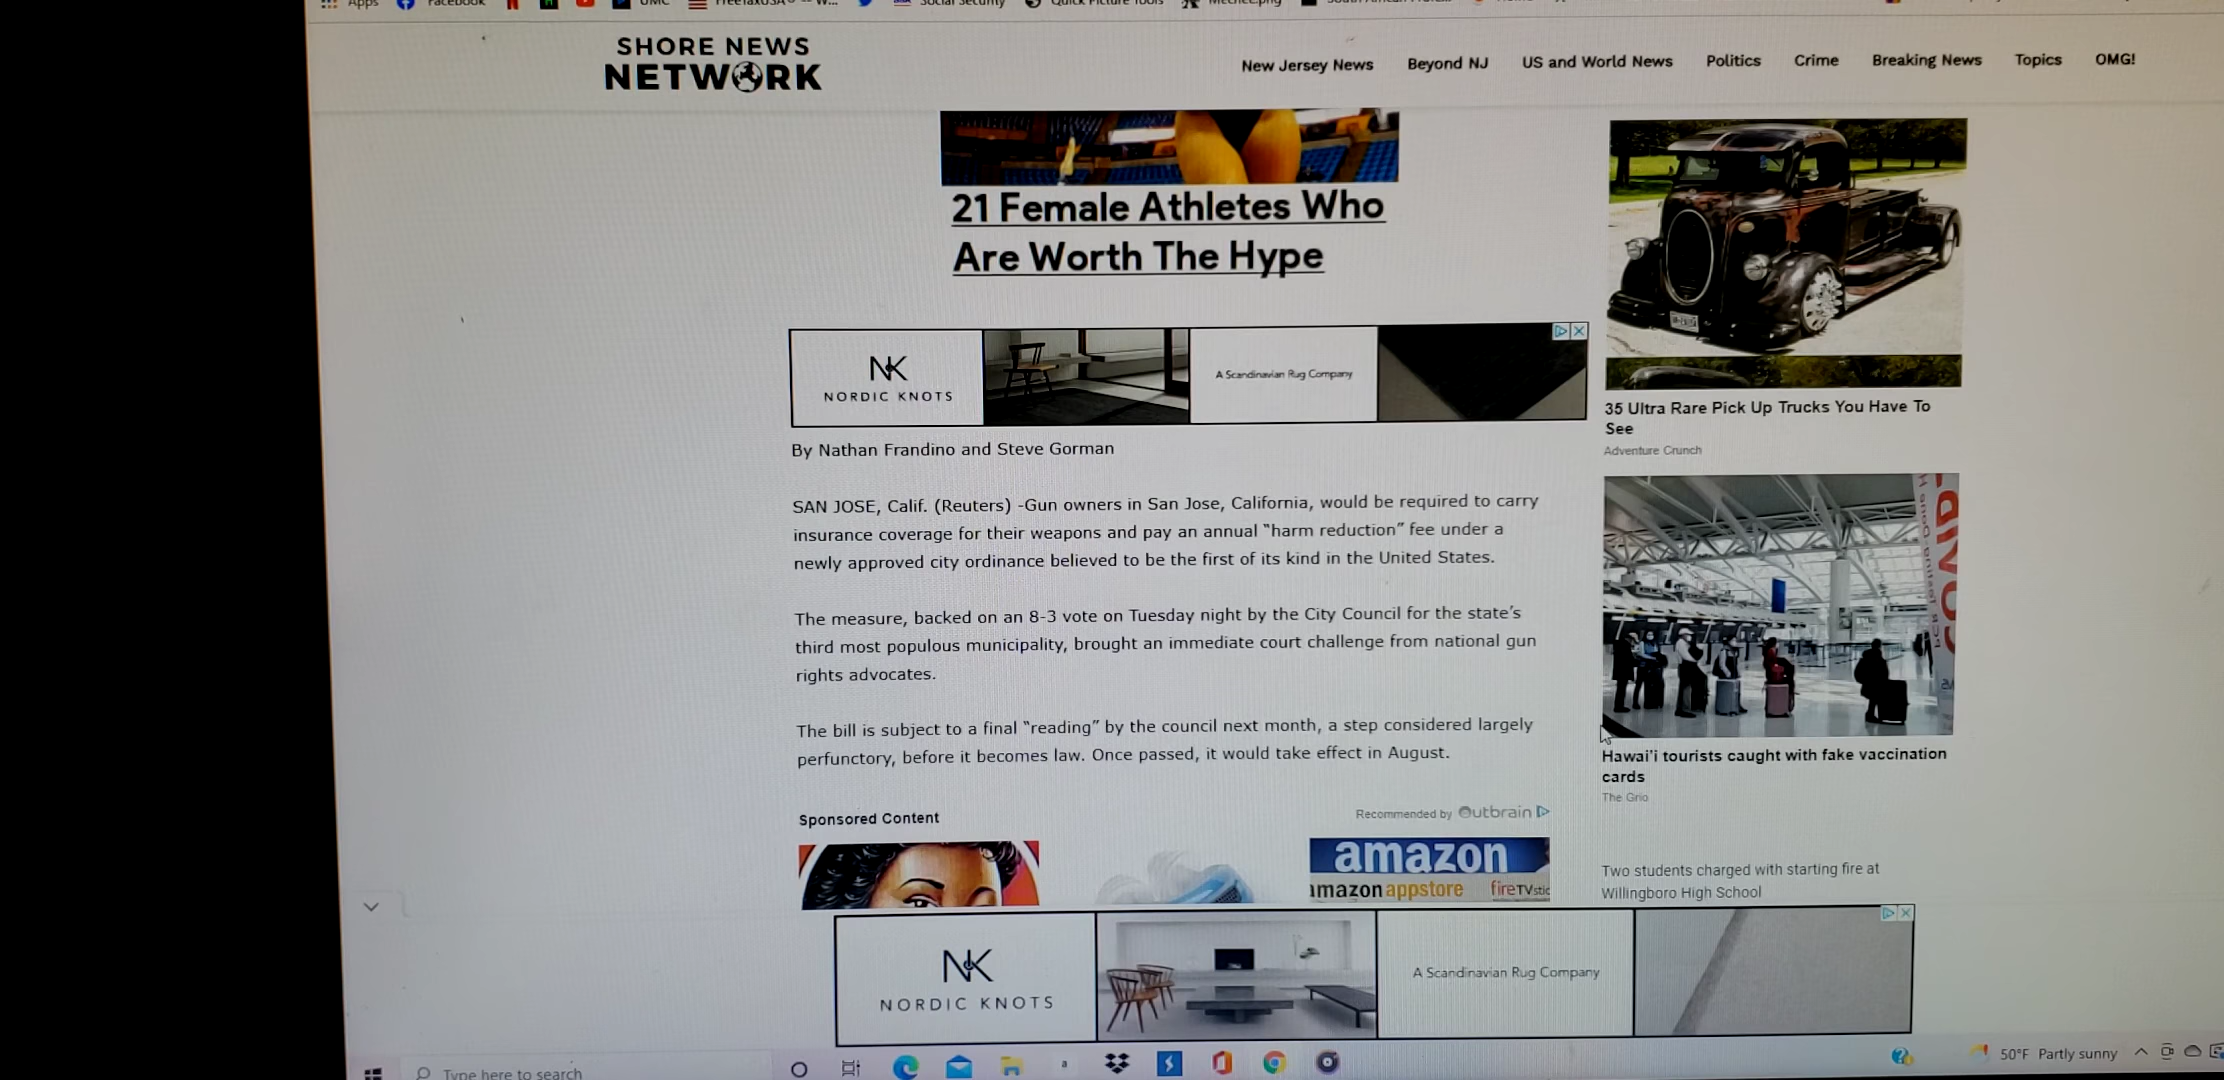 Apps
Facebook
Social Security
Quick Picture Tools
SHORE NEWS
NETWORK
New Jersey News
Beyond NJ
US and World News
Politics
Crime
Breaking News
Topics
OMG!
21 Female Athletes Who
Are Worth The Hype
NK
NORDIC KNOTS
A Scandinavian Rug Company
By Nathan Frandino and Steve Gorman
SAN JOSE, Calif. (Reuters) -Gun owners in San Jose, California, would be required to carry
insurance coverage for their weapons and pay an annual “harm reduction” fee under a
newly approved city ordinance believed to be the first of its kind in the United States.
The measure, backed on an 8-3 vote on Tuesday night by the City Council for the state’s
third most populous municipality, brought an immediate court challenge from national gun
rights advocates.
The bill is subject to a final “reading” by the council next month, a step considered largely
perfunctory, before it becomes law. Once passed, it would take effect in August.
Sponsored Content
Recommended by Outbrain
amazon
amazon appstore
fireTVstic
35 Ultra Rare Pick Up Trucks You Have To
See
Adventure Crunch
Hawai'i tourists caught with fake vaccination
cards
The Grio
Two students charged with starting fire at
Willingboro High School
NK
NORDIC KNOTS
A Scandinavian Rug Company
Type here to search
a
50°F Partly sunny